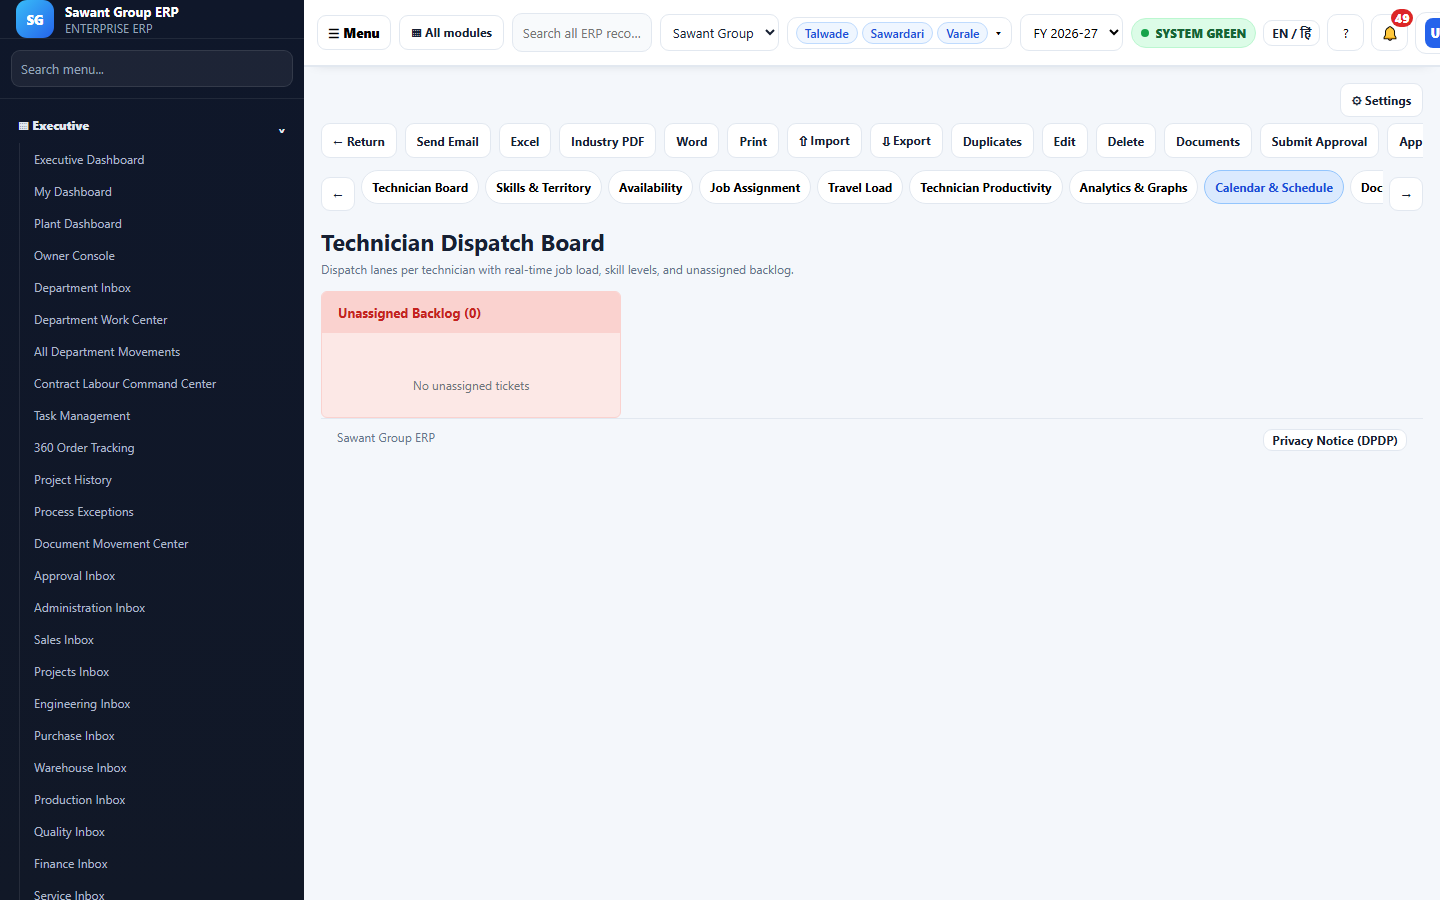 SG
Sawant Group ERP
ENTERPRISE ERP
Search menu...
Executive
Executive Dashboard
My Dashboard
Plant Dashboard
Owner Console
Department Inbox
Department Work Center
All Department Movements
Contract Labour Command Center
Task Management
360 Order Tracking
Project History
Process Exceptions
Document Movement Center
Approval Inbox
Administration Inbox
Sales Inbox
Projects Inbox
Engineering Inbox
Purchase Inbox
Warehouse Inbox
Production Inbox
Quality Inbox
Finance Inbox
Service Inbox
☰ Menu
All modules
Search all ERP reco...
Sawant Group
Talwade
Sawardari
Varale
FY 2026-27
SYSTEM GREEN
EN / हिं
?
49
U
⚙ Settings
← Return
Send Email
Excel
Industry PDF
Word
Print
⇧ Import
⇩ Export
Duplicates
Edit
Delete
Documents
Submit Approval
App
←
Technician Board
Skills & Territory
Availability
Job Assignment
Travel Load
Technician Productivity
Analytics & Graphs
Calendar & Schedule
Doc
→
Technician Dispatch Board
Dispatch lanes per technician with real-time job load, skill levels, and unassigned backlog.
Unassigned Backlog (0)
No unassigned tickets
Sawant Group ERP
Privacy Notice (DPDP)